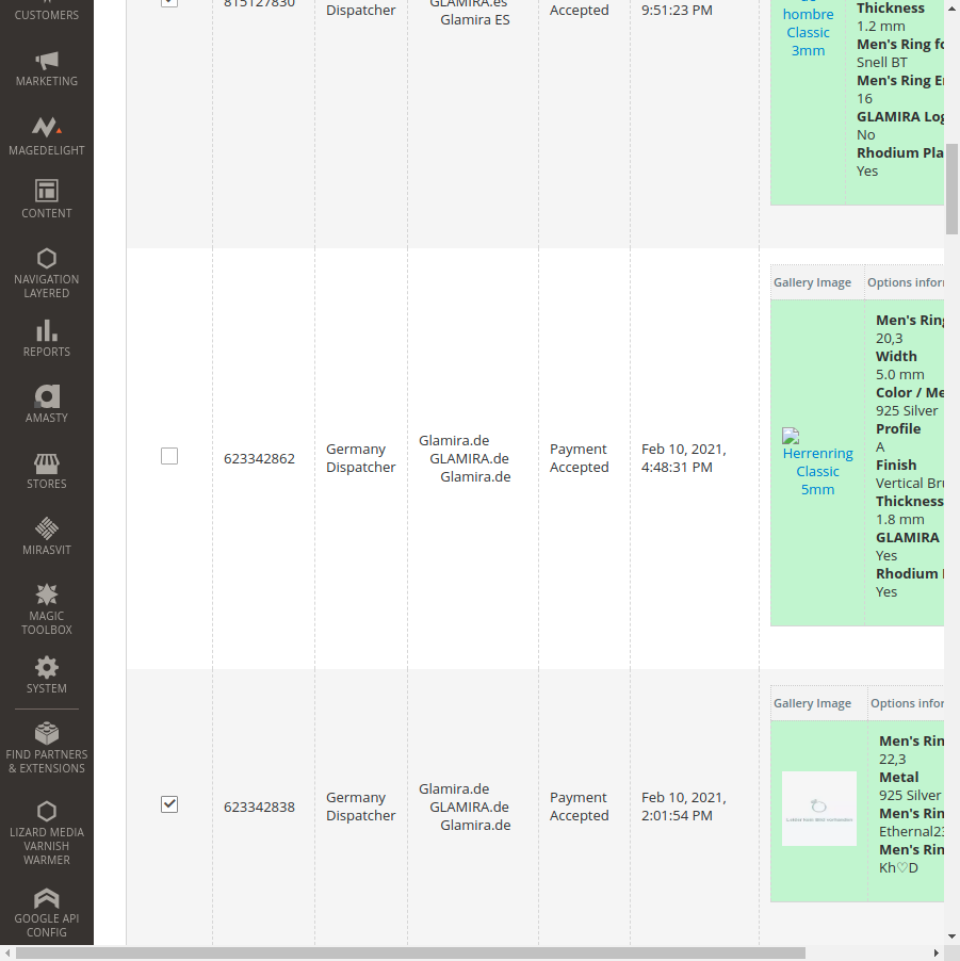 CUSTOMERS
MARKETING
MAGEDELIGHT
CONTENT
NAVIGATION
LAYERED
REPORTS
AMASTY
STORES
MIRASVIT
MAGIC
TOOLBOX
SYSTEM
FIND PARTNERS
& EXTENSIONS
LIZARD MEDIA
VARNISH
WARMER
GOOGLE API
CONFIG
815127830
Dispatcher
GLAMIRA.es
Glamira ES
Accepted
9:51:23 PM
hombre
Classic
3mm
Thickness
1.2 mm
Men's Ring fo
Snell BT
Men's Ring E
16
GLAMIRA Log
No
Rhodium Pla
Yes
623342862
Germany
Dispatcher
Glamira.de
GLAMIRA.de
Glamira.de
Payment
Accepted
Feb 10, 2021,
4:48:31 PM
Gallery Image
Options infor
Herrenring
Classic
5mm
Men's Ring
20,3
Width
5.0 mm
Color / Me
925 Silver
Profile
A
Finish
Vertical Bru
Thickness
1.8 mm
GLAMIRA
Yes
Rhodium
Yes
623342838
Germany
Dispatcher
Glamira.de
GLAMIRA.de
Glamira.de
Payment
Accepted
Feb 10, 2021,
2:01:54 PM
Gallery Image
Options infor
Men's Rin
22,3
Metal
925 Silver
Men's Rin
Ethernal23
Men's Rin
Kh♡D